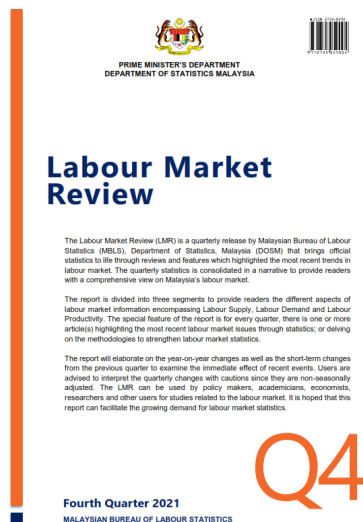 PRIME MINISTER'S DEPARTMENT
DEPARTMENT OF STATISTICS MALAYSIA
Labour Market
Review
The Labour Market Review (LMR) is a quarterly release by Malaysian Bureau of Labour
Statistics (MBLS), Department of Statistics, Malaysia (DOSM) that brings official
statistics to life through reviews and features which highlighted the most recent trends in
labour market. The quarterly statistics is consolidated in a narrative to provide readers
with a comprehensive view on Malaysia's labour market.
The report is divided into three segments to provide readers the different aspects of
labour market information encompassing Labour Supply, Labour Demand and Labour
Productivity. The special feature of the report is for every quarter, there is one or more
article(s) highlighting the most recent labour market issues through statistics; or delving
on the methodologies to strengthen labour market statistics.
The report will elaborate on the year-on-year changes as well as the short-term changes
from the previous quarter to examine the immediate effect of recent events. Users are
advised to interpret the quarterly changes with cautions since they are non-seasonally
adjusted. The LMR can be used by policy makers, academicians, economists,
researchers and other users for studies related to the labour market. It is hoped that this
report can facilitate the growing demand for labour market statistics.
Q4
Fourth Quarter 2021
MALAYSIAN BUREAU OF LABOUR STATISTICS